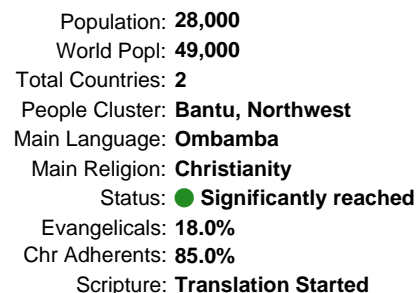 Population: 28,000
World Popl: 49,000
Total Countries: 2
People Cluster: Bantu, Northwest
Main Language: Ombamba
Main Religion: Christianity
Status: Significantly reached
Evangelicals: 18.0%
Chr Adherents: 85.0%
Scripture: Translation Started